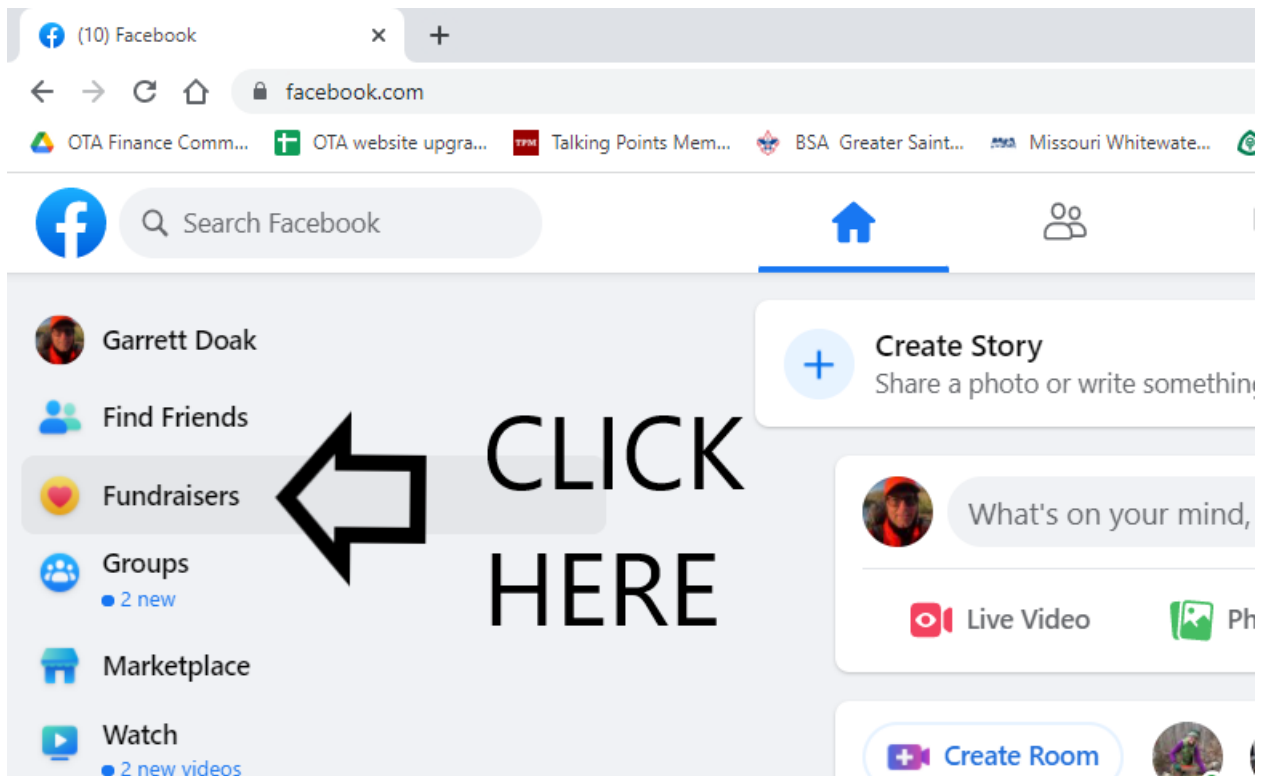 (10) Facebook
facebook.com
OTA Finance Comm... OTA website upgra... TPM Talking Points Mem... BSA Greater Saint... Missouri Whitewate...
Search Facebook
Garrett Doak
Find Friends
Fundraisers
Groups
2 new
Marketplace
Watch
2 new videos
CLICK
HERE
Create Story
Share a photo or write something
What's on your mind,
Live Video Ph
Create Room